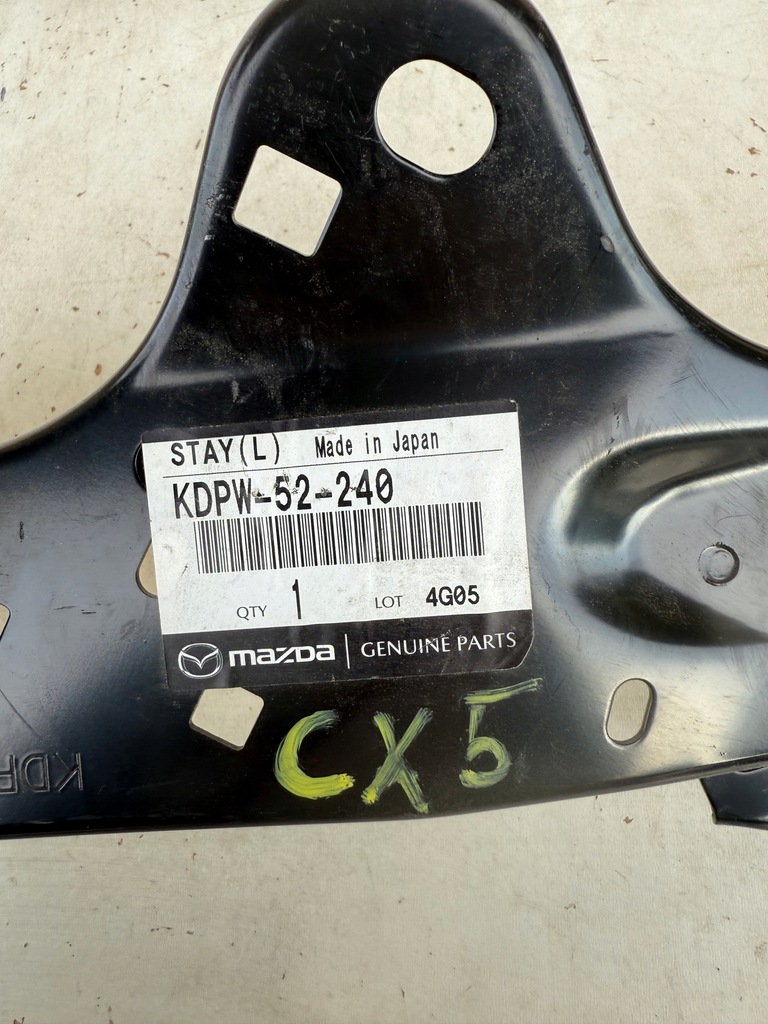 STAY(L) Made in Japan
KDPW-52-240
QTY 1 LOT 4G05
mazda | GENUINE PARTS
CX5